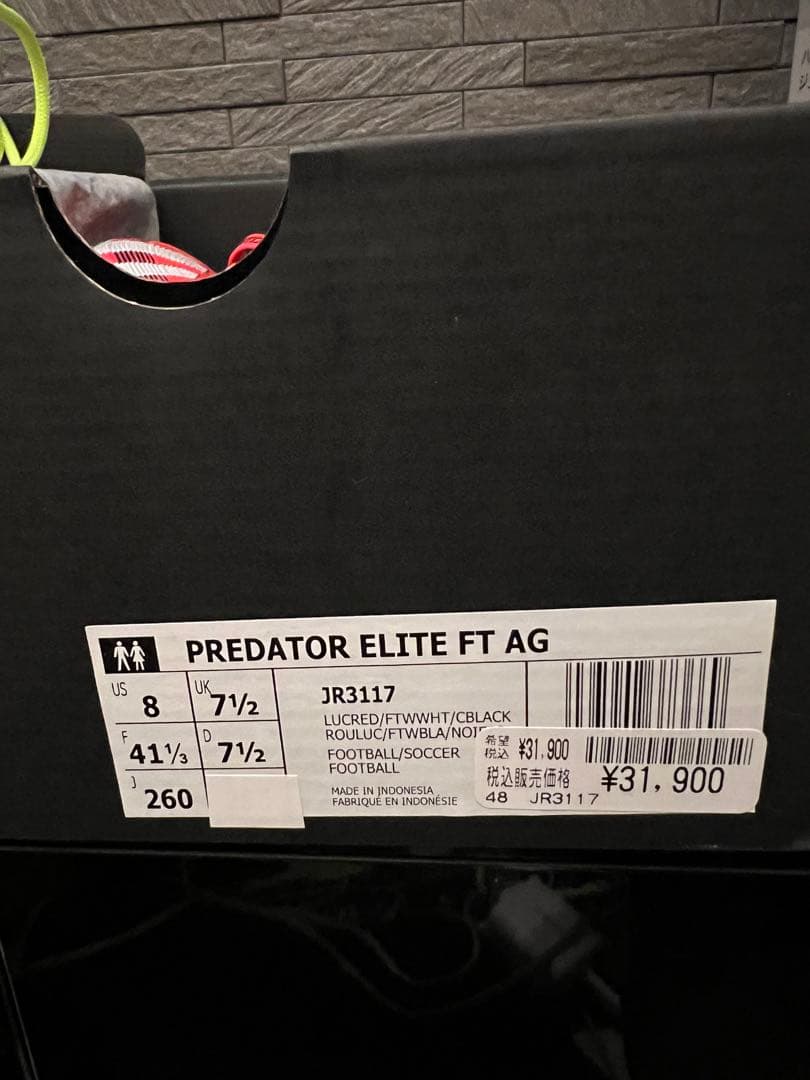 PREDATOR ELITE FT AG
US 8
UK 7½
F 41⅓
D 7½
J 260
JR3117
LUCRED/FTWWHT/CBLACK
ROULUC/FTWBLA/
FOOTBALL/SOCCER
FOOTBALL
MADE IN INDONESIA
FABRIQUÉ EN INDONÉSIE
希望
税込 ¥31,900
税込販売価格 ¥31,900
48 JR3117